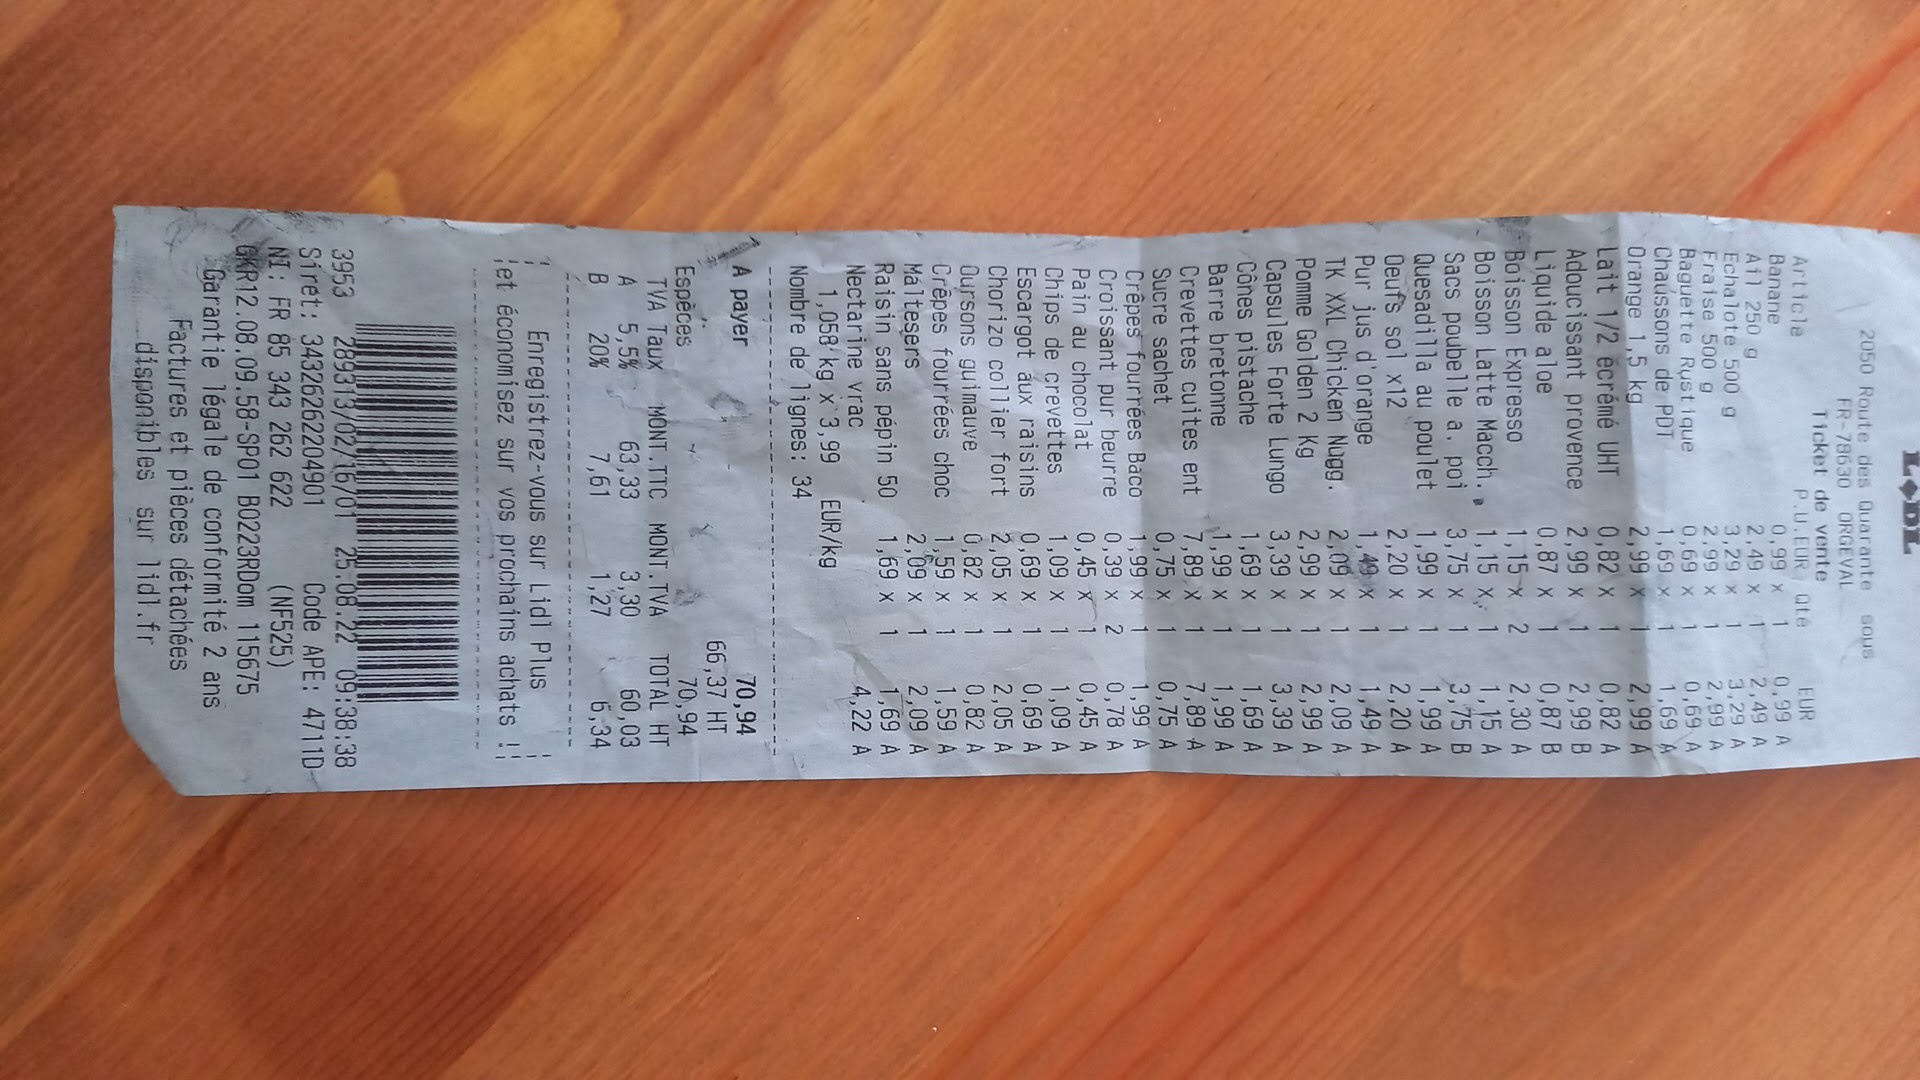 LIDL
2050 Route des Quarante sous
FR-78630 ORGEVAL
Ticket de vente
Article P.U.EUR Qté EUR
Banane 0,99 x 1 0,99 A
Ail 250 g 2,49 x 1 2,49 A
Echalote 500 g 3,29 x 1 3,29 A
Fraise 500 g 2,99 x 1 2,99 A
Baguette Rustique 0,69 x 1 0,69 A
Chaussons de PDT 1,69 x 1 1,69 A
Orange 1,5 kg 2,99 x 1 2,99 A
Lait 1/2 écrémé UHT 0,82 x 1 0,82 A
Adoucissant provence 2,99 x 1 2,99 B
Liquide aloe 0,87 x 1 0,87 B
Boisson Expresso 1,15 x 2 2,30 A
Boisson Latte Macch. 1,15 x 1 1,15 A
Sacs poubelle a. poi 3,75 x 1 3,75 B
Quesadilla au poulet 1,99 x 1 1,99 A
Oeufs sol x12 2,20 x 1 2,20 A
Pur jus d'orange 1,49 x 1 1,49 A
TK XXL Chicken Nugg. 2,09 x 1 2,09 A
Pomme Golden 2 Kg 2,99 x 1 2,99 A
Capsules Forte Lungo 3,39 x 1 3,39 A
Cônes pistache 1,69 x 1 1,69 A
Barre bretonne 1,99 x 1 1,99 A
Crevettes cuites ent 7,89 x 1 7,89 A
Sucre sachet 0,75 x 1 0,75 A
Crêpes fournées Baco 1,99 x 1 1,99 A
Croissant pur beurre 0,39 x 2 0,78 A
Pain au chocolat 0,45 x 1 0,45 A
Chips de crevettes 1,09 x 1 1,09 A
Escargot aux raisins 0,69 x 1 0,69 A
Chorizo collier fort 2,05 x 1 2,05 A
Oursons guimauve 0,82 x 1 0,82 A
Crêpes fourrées choc 1,59 x 1 1,59 A
Maltesers 2,09 x 1 2,09 A
Raisin sans pépin 50 1,69 x 1 1,69 A
Nectarine vrac 4,22 A
1,058 kg x 3,99 EUR/kg
Nombre de lignes: 34
A payer 70,94
66,37 HT
Espèces 70,94
TVA Taux MONT.TTC MONT.TVA TOTAL HT
A 5,5% 63,33 3,30 60,03
B 20% 7,61 1,27 6,34
Enregistrez-vous sur Lidl Plus
et économisez sur vos prochains achats !
3953 28937/02/16/01 25.08.22 09:38:38
Siret: 34326262204901 Code APE: 4711D
NI: FR 85 343 262 622 (NF525)
GKR12.08.09.58-SP01 B0223RDom 115675
Garantie légale de conformité 2 ans
Factures et pièces détachées
disponibles sur lidl.fr